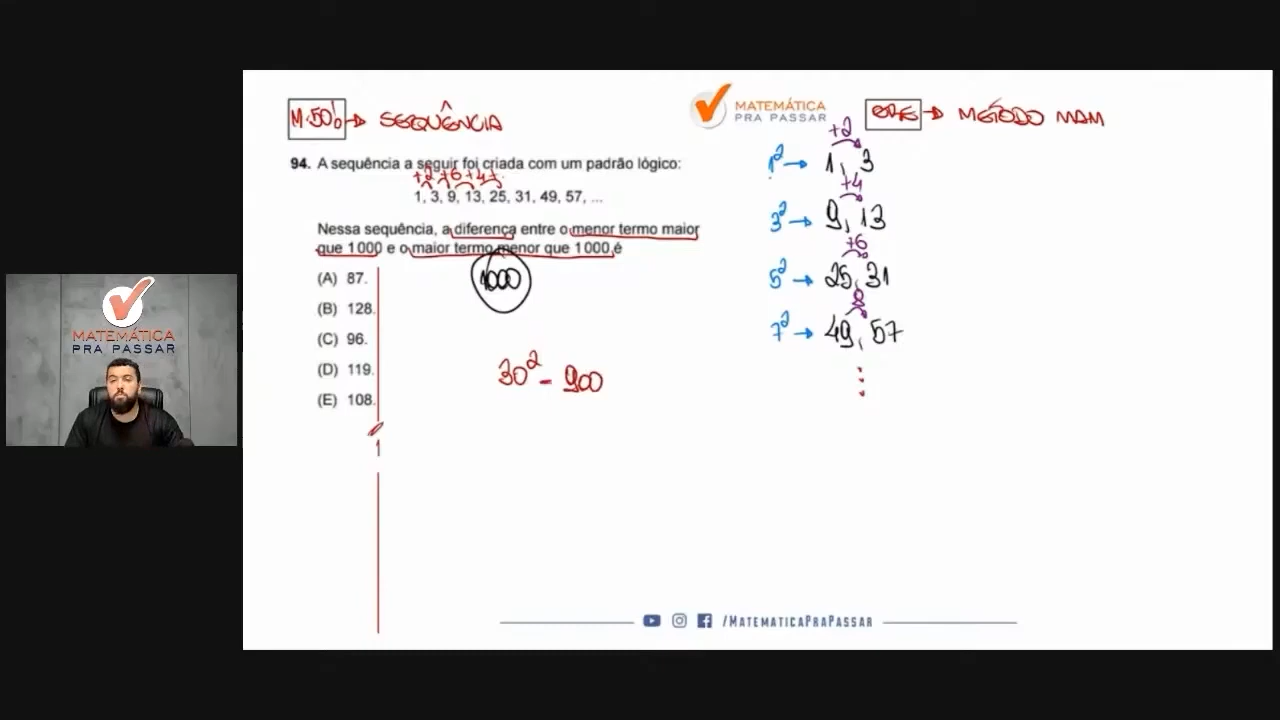 M.50% → SEQUÊNCIA
MATEMÁTICA
PRA PASSAR
→ MÉTODO MAM
94. A sequência a seguir foi criada com um padrão lógico:
+2 +6 +4 +
1, 3, 9, 13, 25, 31, 49, 57, ...
Nessa sequência, a diferença entre o menor termo maior
que 1000 e o maior termo menor que 1000 é
(A) 87.
(B) 128.
(C) 96.
(D) 119.
(E) 108.
1000
30² - 900
+2
1² → 1, 3
+4
3² → 9, 13
+6
5² → 25, 31
8
7² → 49, 57
MATEMÁTICA
PRA PASSAR
/MATEMATICAPRAPASSAR